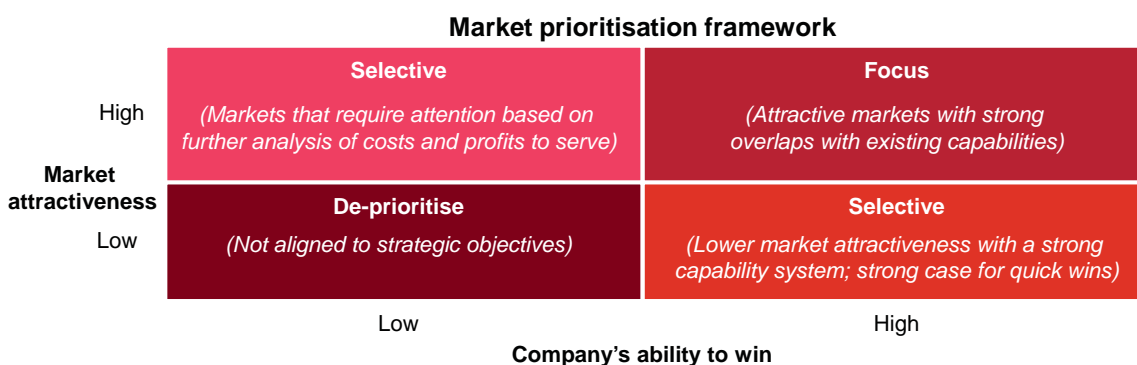 Market prioritisation framework
Selective
(Markets that require attention based on
further analysis of costs and profits to serve)
Focus
(Attractive markets with strong
overlaps with existing capabilities)
High
Market
attractiveness
De-prioritise
(Not aligned to strategic objectives)
Selective
(Lower market attractiveness with a strong
capability system; strong case for quick wins)
Low
Low
High
Company’s ability to win